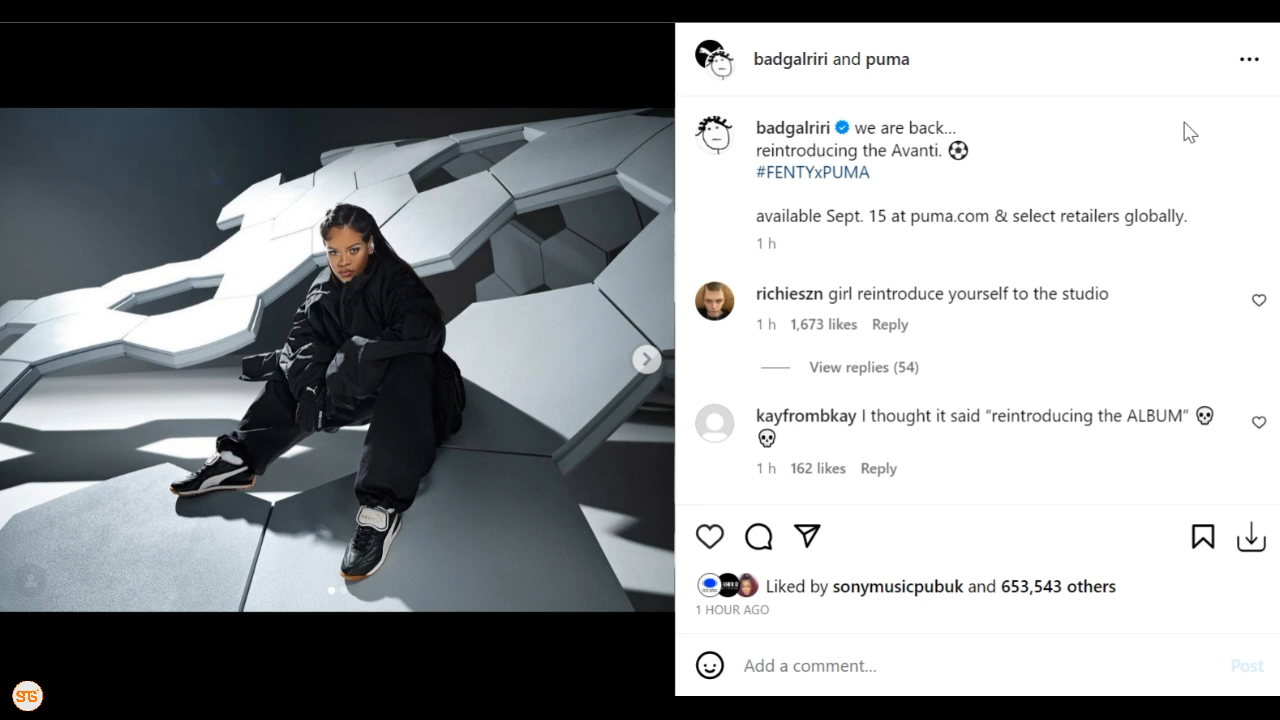 badgalriri and puma
badgalriri we are back...
reintroducing the Avanti. ⚽
#FENTYxPUMA
available Sept. 15 at puma.com & select retailers globally.
1 h
richieszn girl reintroduce yourself to the studio
1 h 1,673 likes Reply
View replies (54)
kayfrombkay I thought it said “reintroducing the ALBUM” 💀
💀
1 h 162 likes Reply
Liked by sonymusicpubuk and 653,543 others
1 HOUR AGO
Add a comment... Post
STS